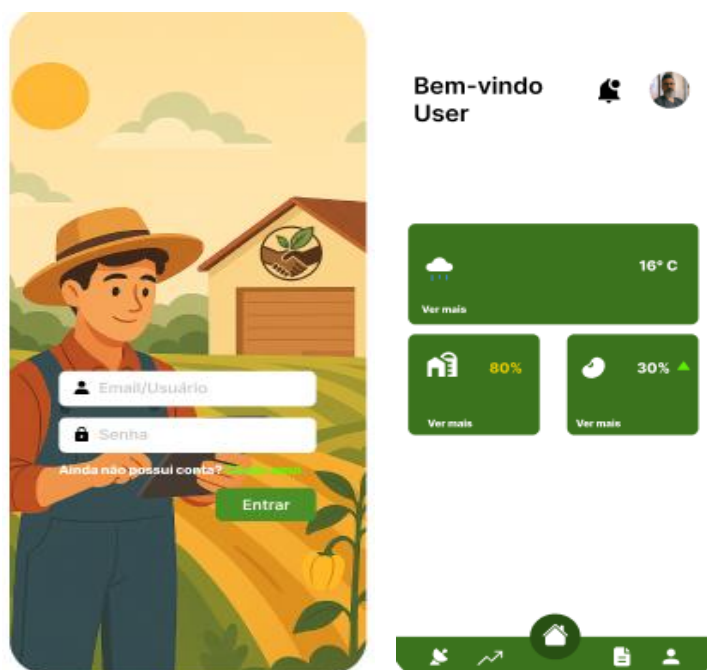 Email/Usuário
Senha
Ainda não possui conta?
Entrar
Bem-vindo
User
16° C
Ver mais
80%
Ver mais
30%
Ver mais